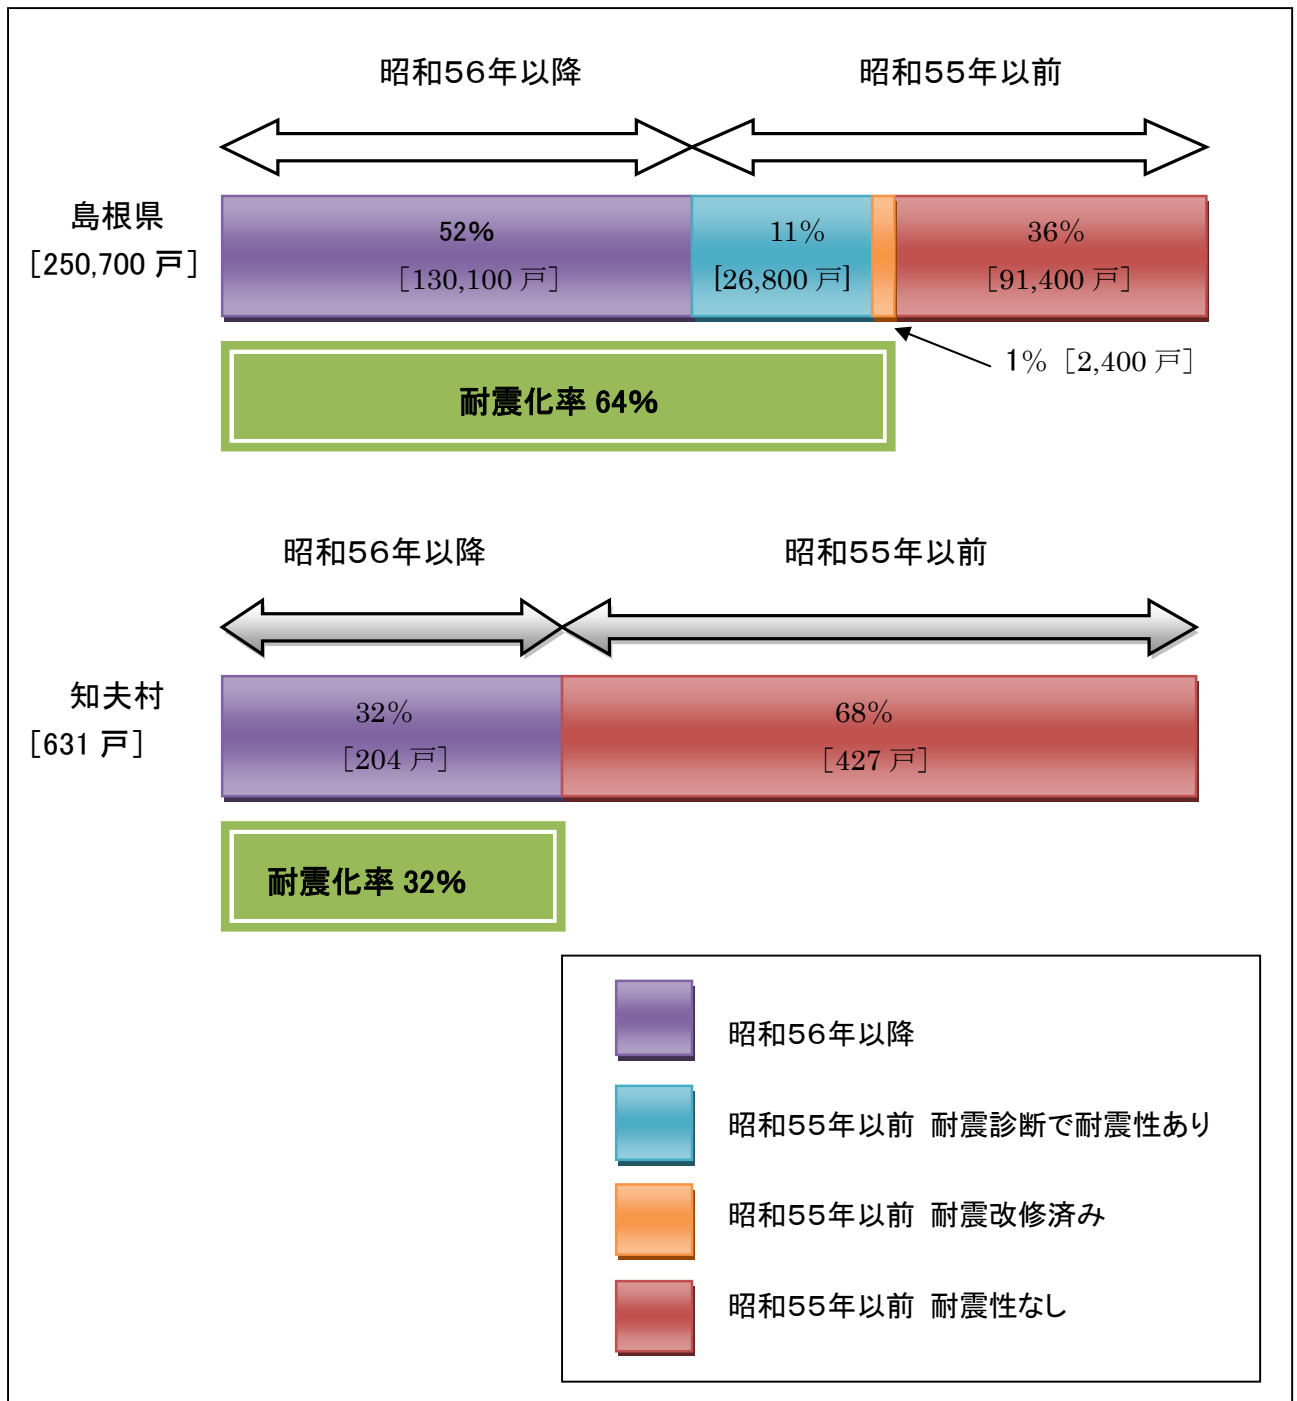 昭和56年以降 昭和55年以前
島根県
[250,700 戸]
52% 11% 36%
[130,100 戸] [26,800 戸] [91,400 戸]
1% [2,400 戸]
耐震化率 64%
昭和56年以降 昭和55年以前
知夫村
[631 戸]
32% 68%
[204 戸] [427 戸]
耐震化率 32%
昭和56年以降
昭和55年以前 耐震診断で耐震性あり
昭和55年以前 耐震改修済み
昭和55年以前 耐震性なし